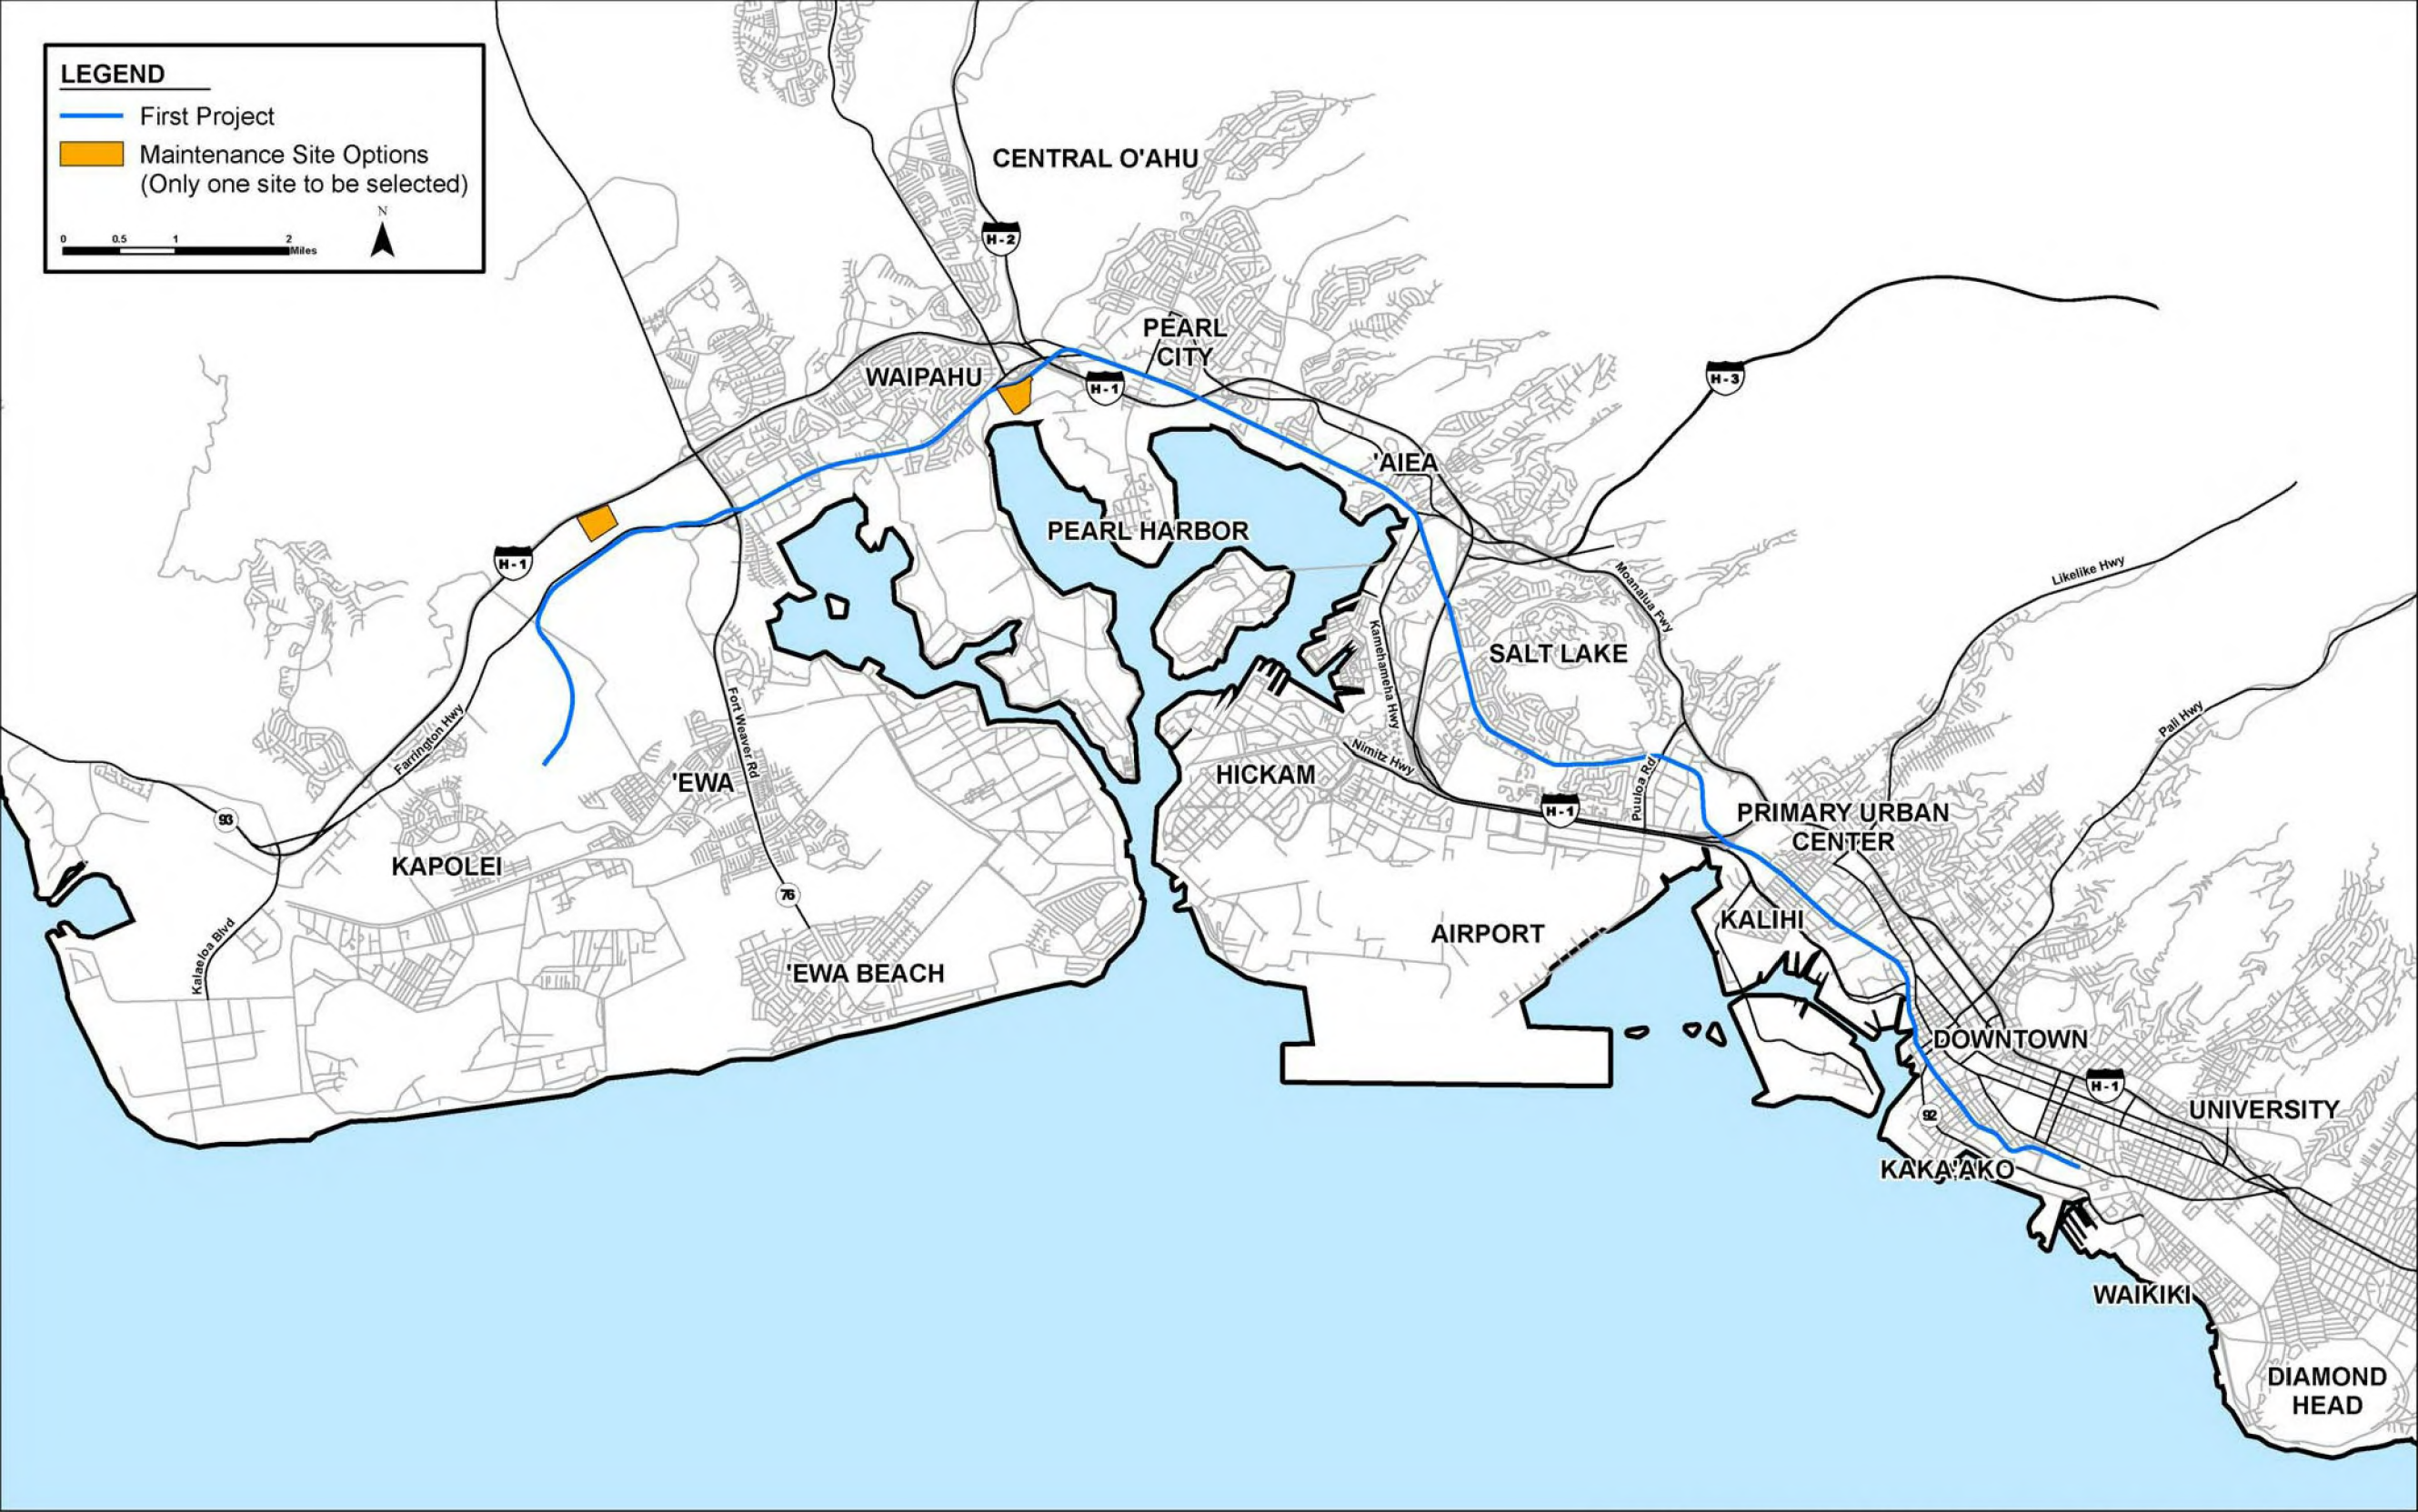 LEGEND
First Project
Maintenance Site Options
(Only one site to be selected)
N
0 0.5 1 2
Miles
CENTRAL O'AHU
H-2
PEARL
CITY
WAIPAHU
H-1
H-3
'AIEA
PEARL HARBOR
H-1
Moanalua Fwy
Likelike Hwy
Kamehameha Hwy
SALT LAKE
Farrington Hwy
Fort Weaver Rd
Pali Hwy
Nimitz Hwy
HICKAM
'EWA
Puuloa Rd
H-1
93
PRIMARY URBAN
CENTER
KAPOLEI
76
KALIHI
AIRPORT
Kalaeloa Blvd
'EWA BEACH
DOWNTOWN
H-1
92
UNIVERSITY
KAKA'AKO
WAIKIKI
DIAMOND
HEAD